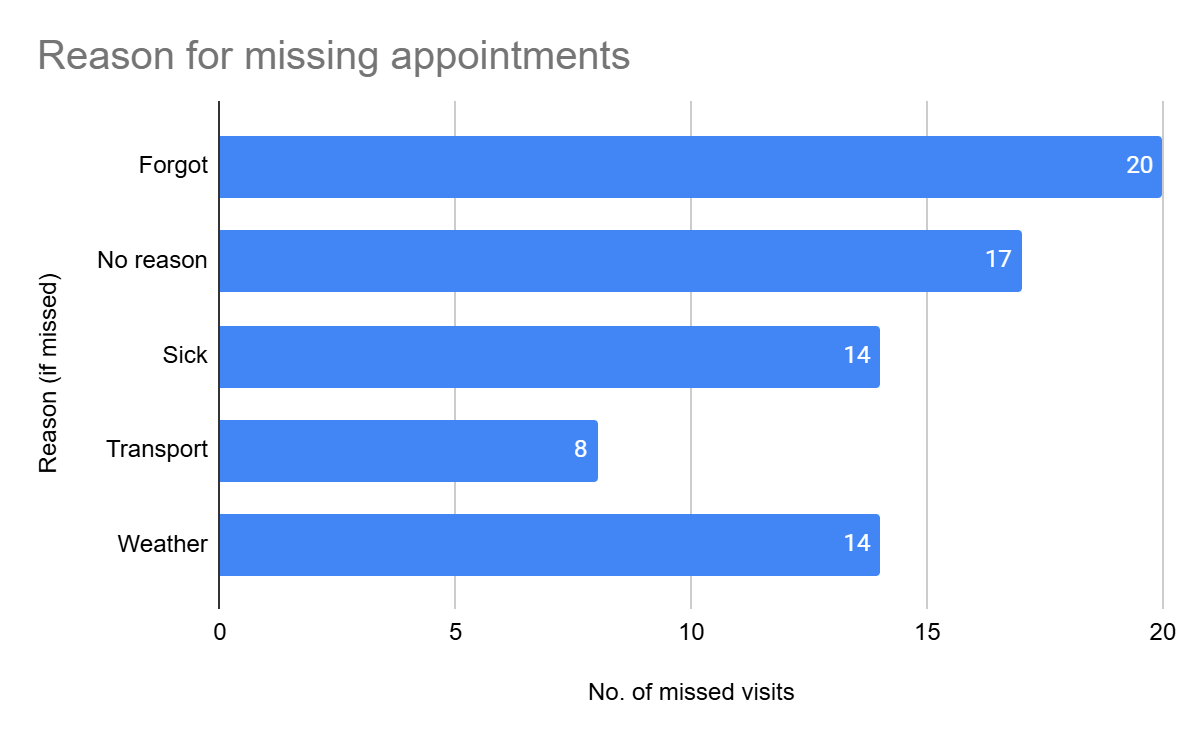 Reason for missing appointments
Reason (if missed)
Forgot
20
No reason
17
Sick
14
Transport
8
Weather
14
0 5 10 15 20
No. of missed visits